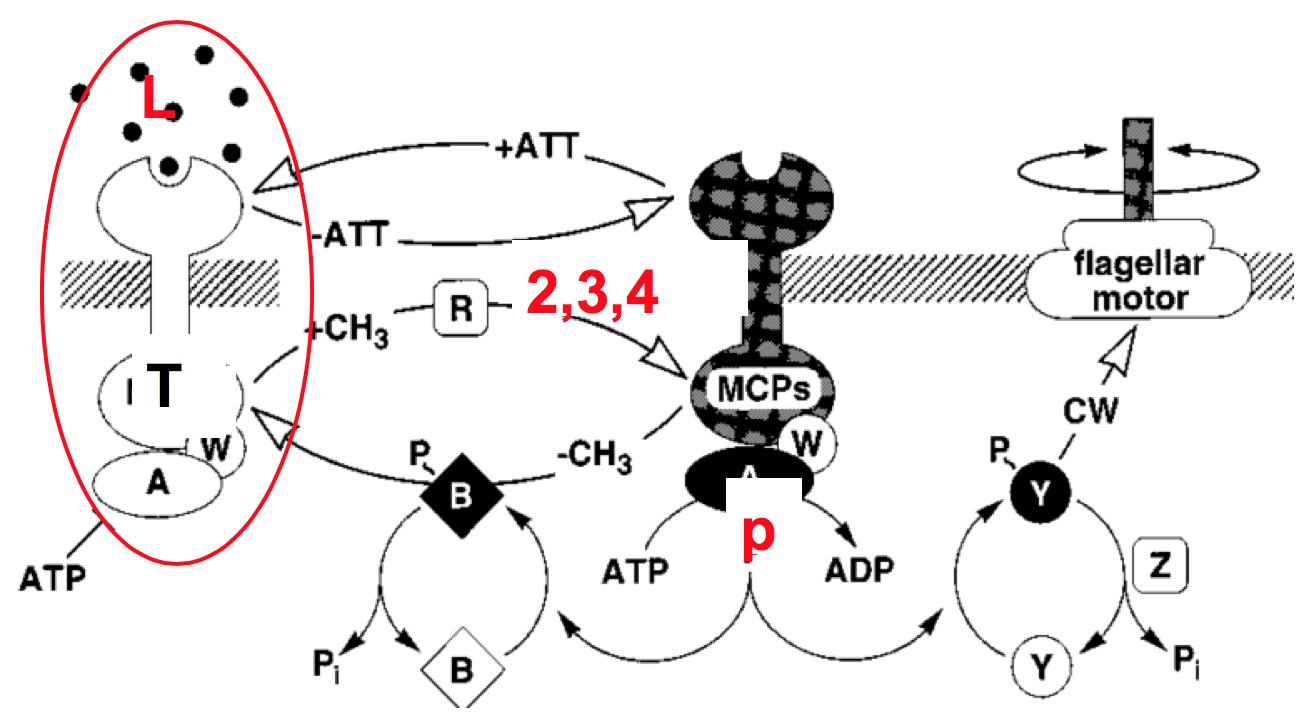 L
+ATT
-ATT
+CH3
R
2,3,4
flagellar
motor
T
MCPs
W
W
A
A
CW
P
B
-CH3
P
Y
p
ATP
ATP
ADP
Z
Pi
B
Y
Pi